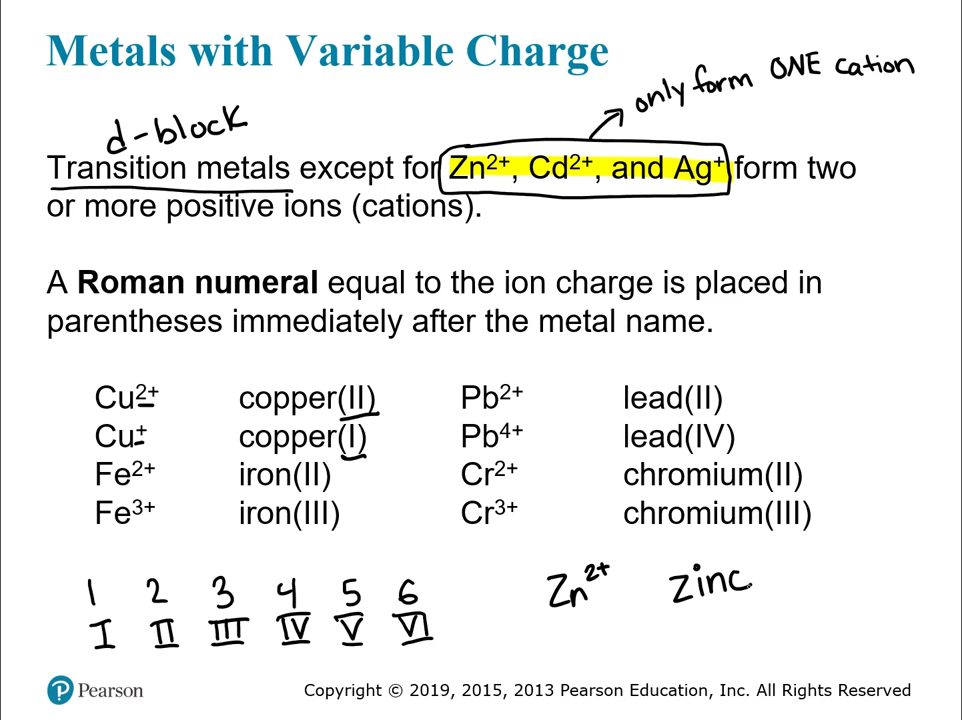 Metals with Variable Charge
only form ONE cation
d-block
Transition metals except for Zn²⁺, Cd²⁺, and Ag⁺ form two
or more positive ions (cations).
A Roman numeral equal to the ion charge is placed in
parentheses immediately after the metal name.
Cu²⁺ copper(II) Pb²⁺ lead(II)
Cu⁺ copper(I) Pb⁴⁺ lead(IV)
Fe²⁺ iron(II) Cr²⁺ chromium(II)
Fe³⁺ iron(III) Cr³⁺ chromium(III)
1 2 3 4 5 6 Zn²⁺ Zinc
I II III IV V VI
Pearson Copyright © 2019, 2015, 2013 Pearson Education, Inc. All Rights Reserved